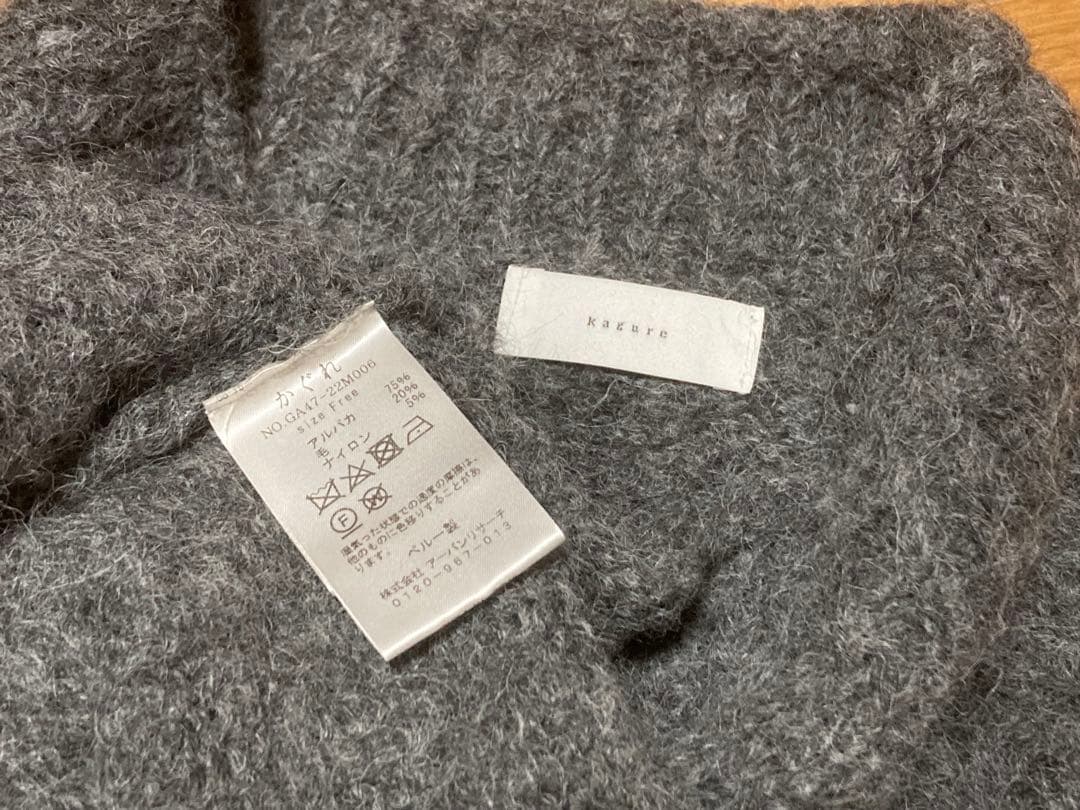 kagure
かぐれ
NO.GA47-22M006
size Free
アルパカ 75%
毛 20%
ナイロン 5%
F W
湿気った状態での過度の摩擦は、
他のものに色移りすることがあ
ります。
ペルー製
株式会社 アーバンリサーチ
0120-967-013